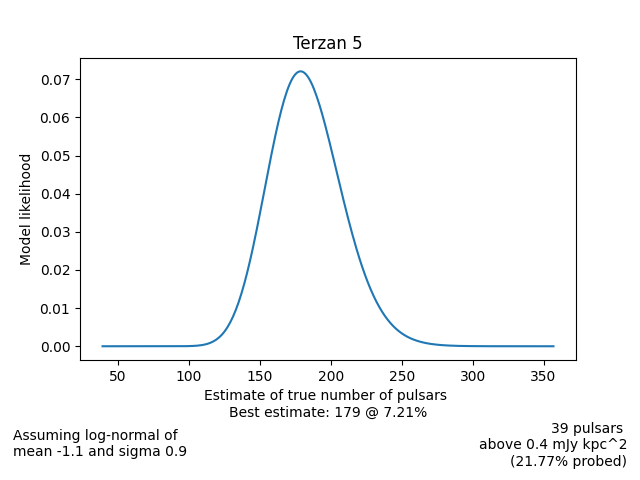 Terzan 5
0.07
0.06
0.05
0.04
0.03
0.02
0.01
0.00
Model likelihood
50 100 150 200 250 300 350
Estimate of true number of pulsars
Best estimate: 179 @ 7.21%
Assuming log-normal of
mean -1.1 and sigma 0.9
39 pulsars
above 0.4 mJy kpc^2
(21.77% probed)